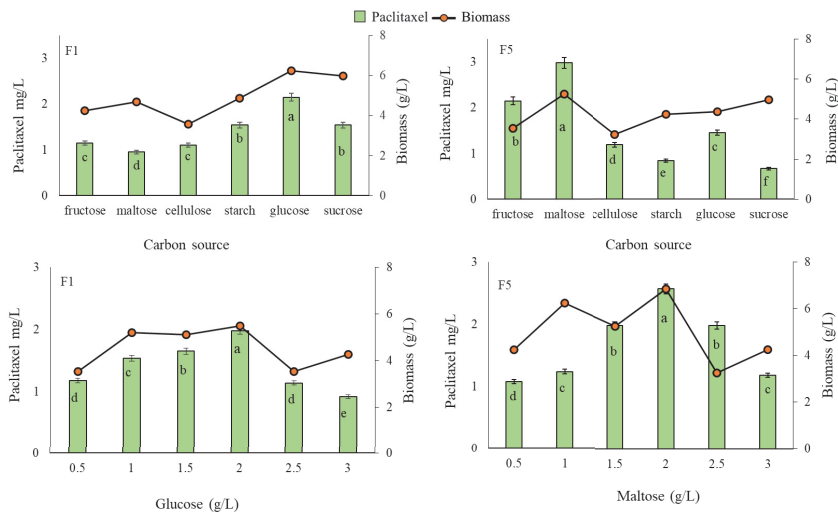 Paclitaxel Biomass
F1
Paclitaxel mg/L
3
2
1
0
c
d
c
b
a
b
8
6
4
2
0
Biomass (g/L)
fructose maltose cellulose starch glucose sucrose
Carbon source
F5
Paclitaxel mg/L
3
2
1
0
b
a
d
e
c
f
8
6
4
2
0
Biomass (g/L)
fructose maltose cellulose starch glucose sucrose
Carbon source
F1
Paclitaxel mg/L
3
2
1
0
d
c
b
a
d
e
8
6
4
2
0
Biomass (g/L)
0.5 1 1.5 2 2.5 3
Glucose (g/L)
F5
Paclitaxel mg/L
3
2
1
0
d
c
b
a
b
c
8
6
4
2
0
Biomass (g/L)
0.5 1 1.5 2 2.5 3
Maltose (g/L)